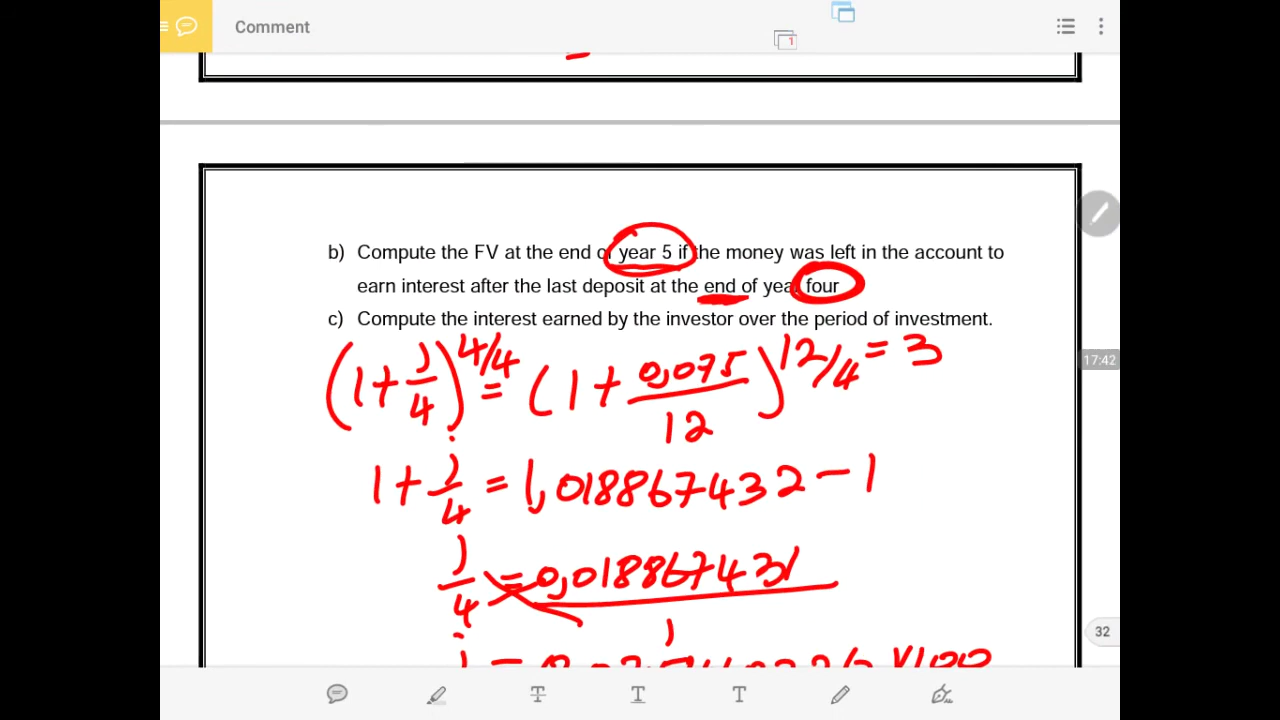 Comment
1
b) Compute the FV at the end of year 5 if the money was left in the account to
earn interest after the last deposit at the end of year four
c) Compute the interest earned by the investor over the period of investment.
(1 + j/4)^4/4 = (1 + 0,075/12)^12/4 = 3
1 + j/4 = 1,018867432 - 1
j/4 = 0,018867431
1
17:42
32